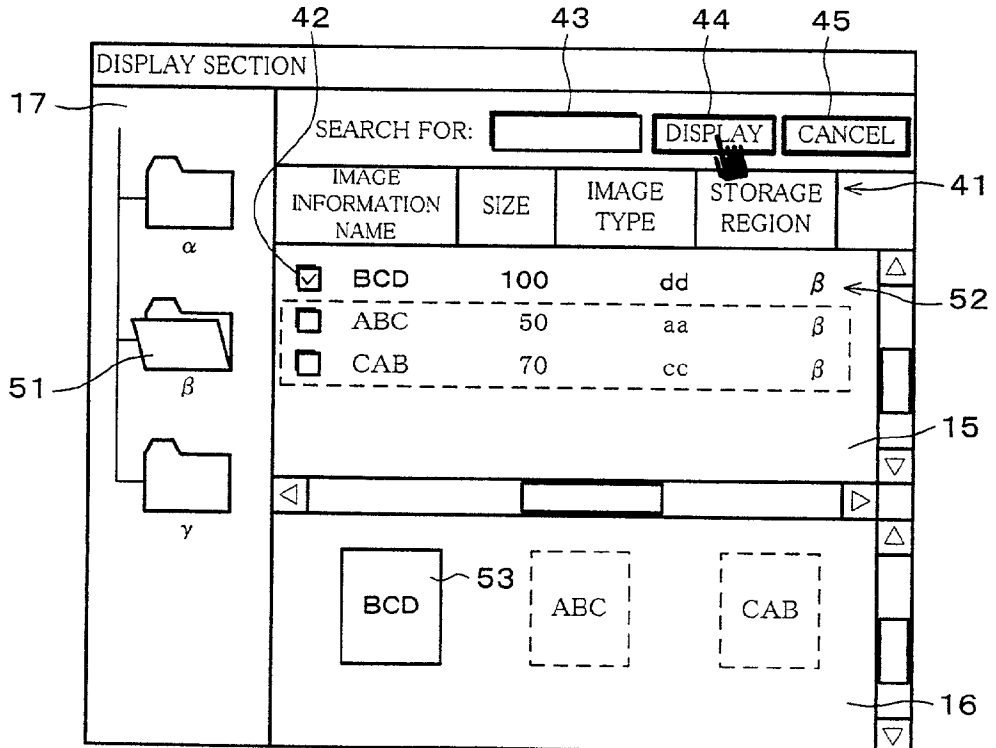 42 43 44 45
DISPLAY SECTION
17
SEARCH FOR: DISPLAY CANCEL
IMAGE INFORMATION NAME SIZE IMAGE TYPE STORAGE REGION 41
α
BCD 100 dd β 52
ABC 50 aa β
CAB 70 cc β
51
β
15
γ
53
BCD ABC CAB
16